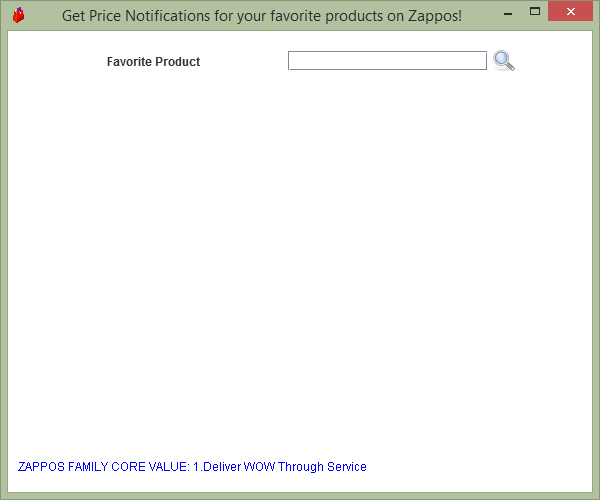 Get Price Notifications for your favorite products on Zappos!
Favorite Product
ZAPPOS FAMILY CORE VALUE: 1.Deliver WOW Through Service